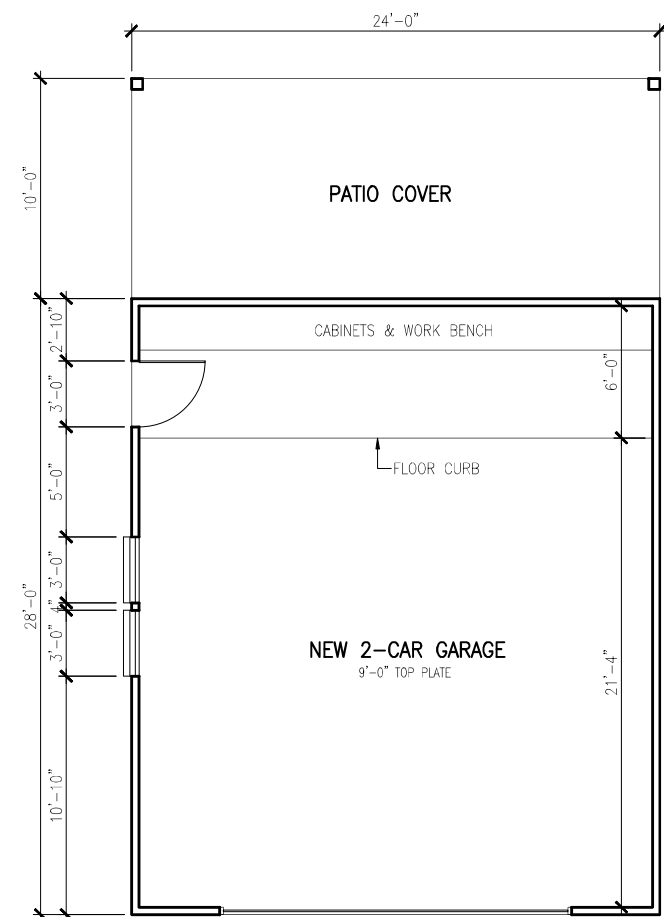 24'-0"
10'-0"
PATIO COVER
2'-10"
CABINETS & WORK BENCH
3'-0"
6'-0"
FLOOR CURB
5'-0"
3'-0"
28'-0"
4"
3'-0"
NEW 2-CAR GARAGE
9'-0" TOP PLATE
21'-4"
10'-10"